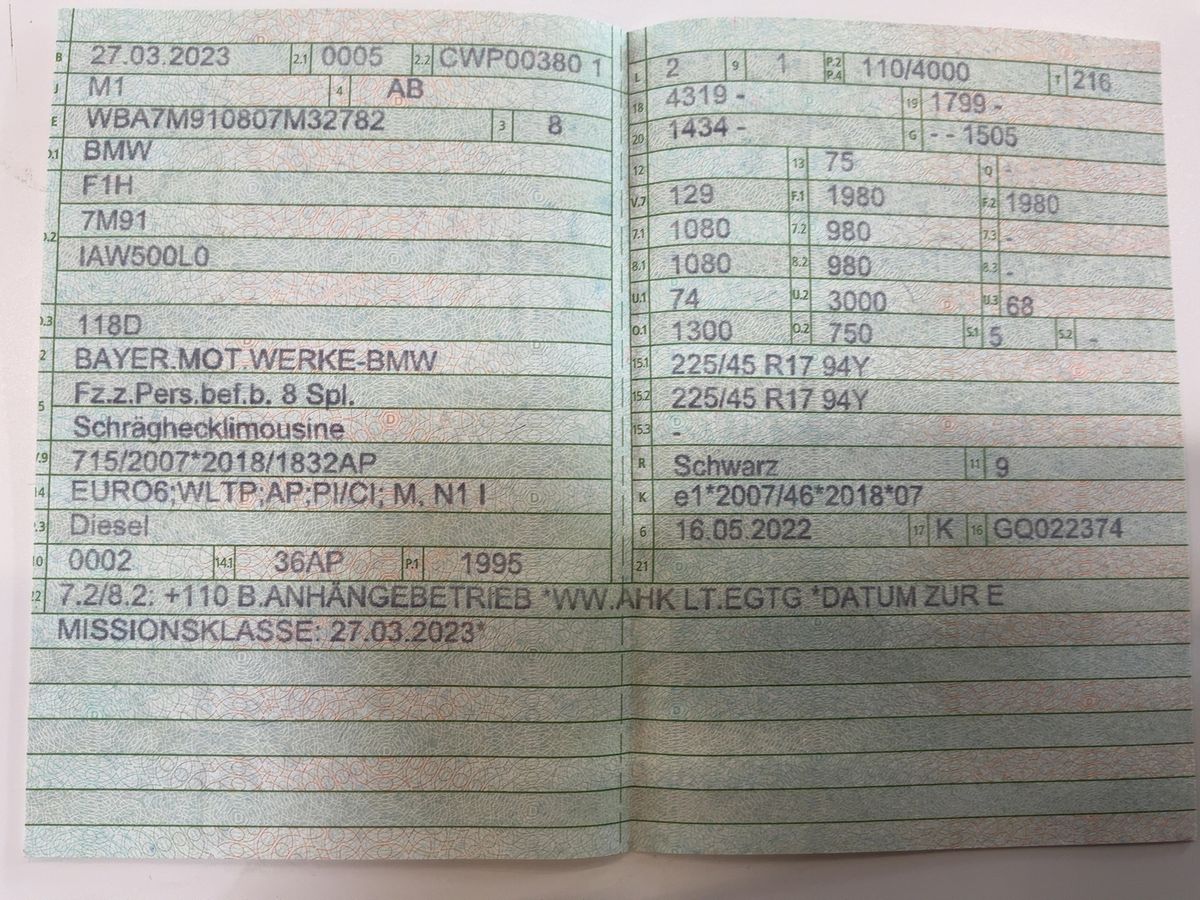 B 27.03.2023 2.1 0005 2.2 CWP00380 1
J M1 4 AB
E WBA7M910807M32782 3 8
D.1 BMW
F1H
7M91
D.2 IAW500L0
D.3 118D
2 BAYER.MOT.WERKE-BMW
Fz.z.Pers.bef.b. 8 Spl.
5 Schräghecklimousine
V.9 715/2007*2018/1832AP
14 EURO6;WLTP;AP;PI/CI; M, N1 I
P.3 Diesel
10 0002 14.1 36AP P.1 1995
L 2 9 1 P.2 P.4 110/4000 T 216
18 4319 - 19 1799 -
20 1434 - G - - 1505
12 13 75 Q -
V.7 129 F.1 1980 F.2 1980
7.1 1080 7.2 980 7.3 -
8.1 1080 8.2 980 8.3 -
U.1 74 U.2 3000 U.3 68
O.1 1300 O.2 750 S.1 5 S.2 -
15.1 225/45 R17 94Y
15.2 225/45 R17 94Y
15.3 -
R Schwarz 11 9
K e1*2007/46*2018*07
6 16.05.2022 17 K 16 GQ022374
21
22 7.2/8.2: +110 B.ANHÄNGEBETRIEB *WW.AHK LT.EGTG *DATUM ZUR E
MISSIONSKLASSE: 27.03.2023*